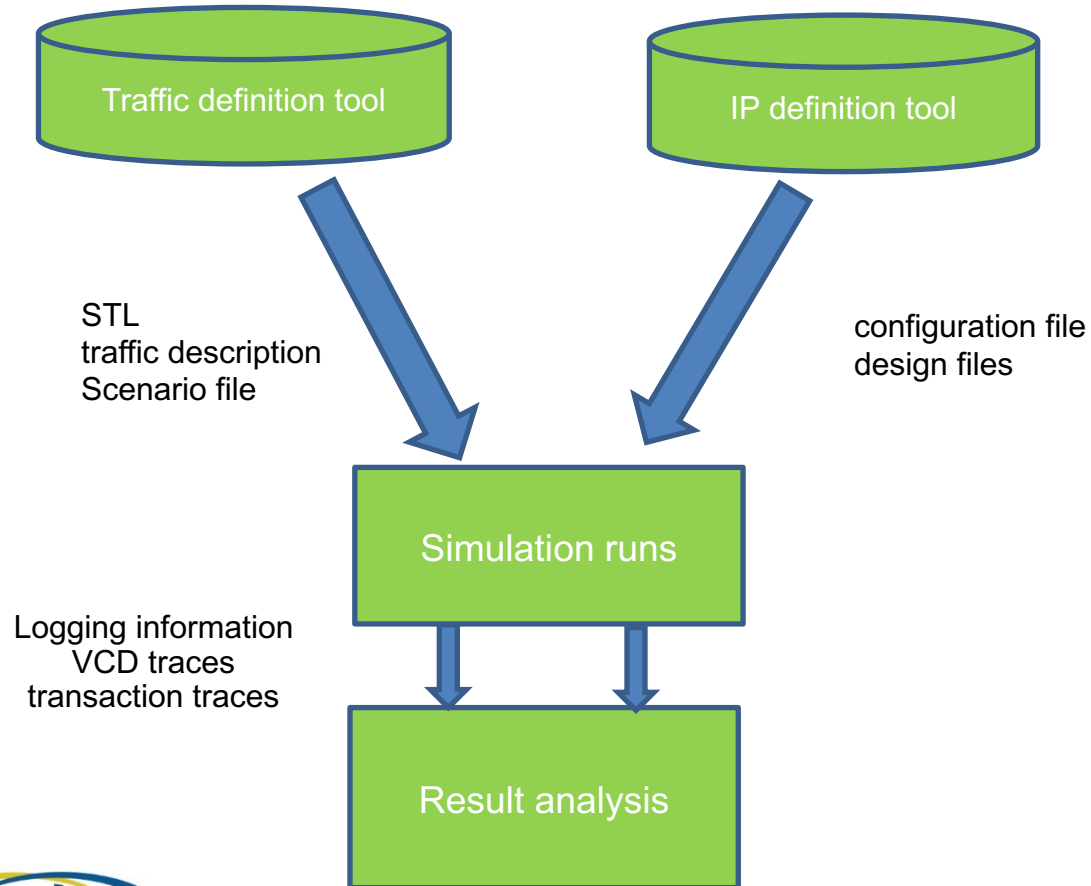 Traffic definition tool
IP definition tool
STL
traffic description
Scenario file
configuration file
design files
Simulation runs
Logging information
VCD traces
transaction traces
Result analysis